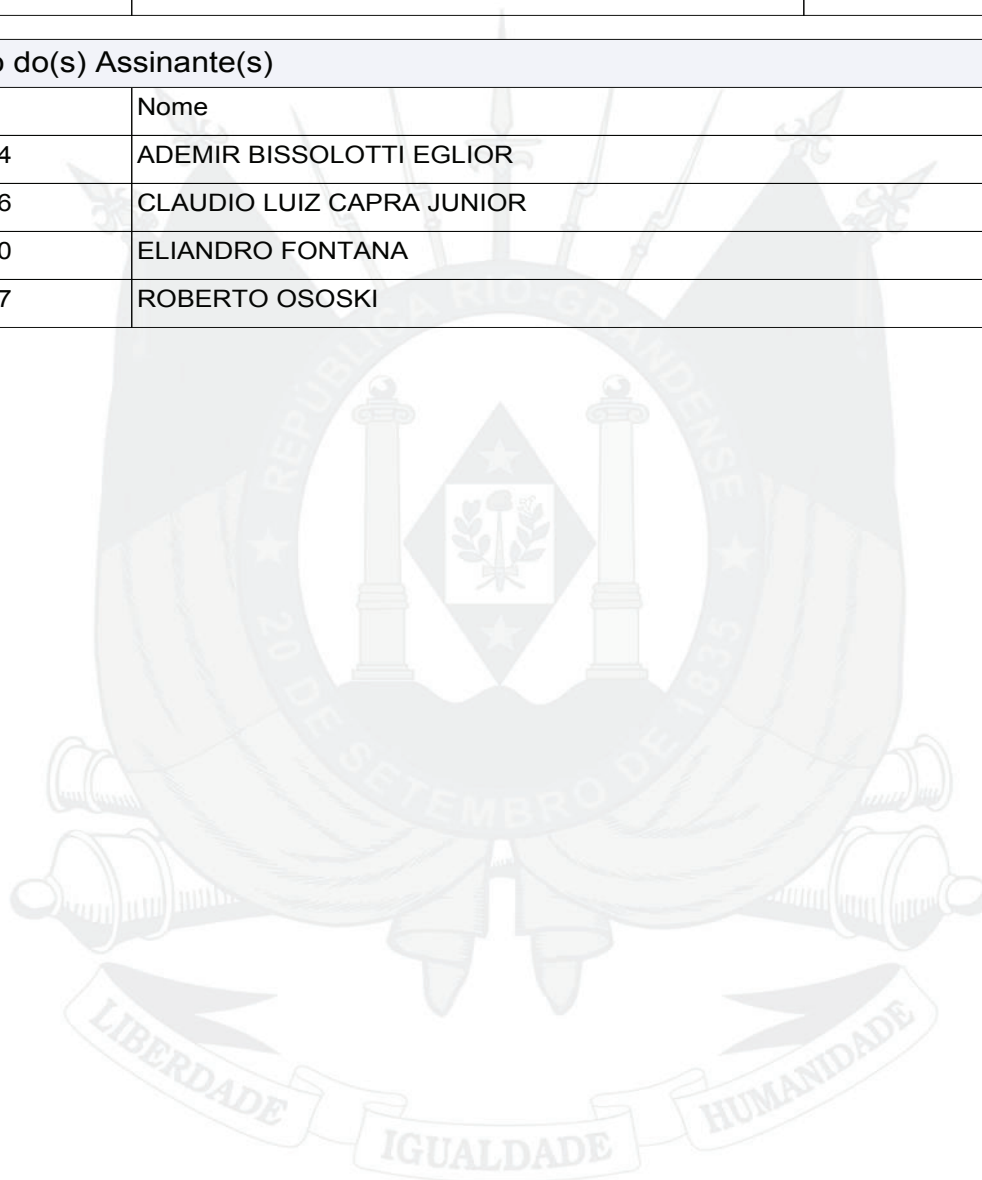 o do(s) Assinante(s)
Nome
4 ADEMIR BISSOLOTTI EGLIOR
6 CLAUDIO LUIZ CAPRA JUNIOR
0 ELIANDRO FONTANA
7 ROBERTO OSOSKI
REPÚBLICA RIO-GRANDENSE
20 DE SETEMBRO DE 1835
LIBERDADE
IGUALDADE
HUMANIDADE